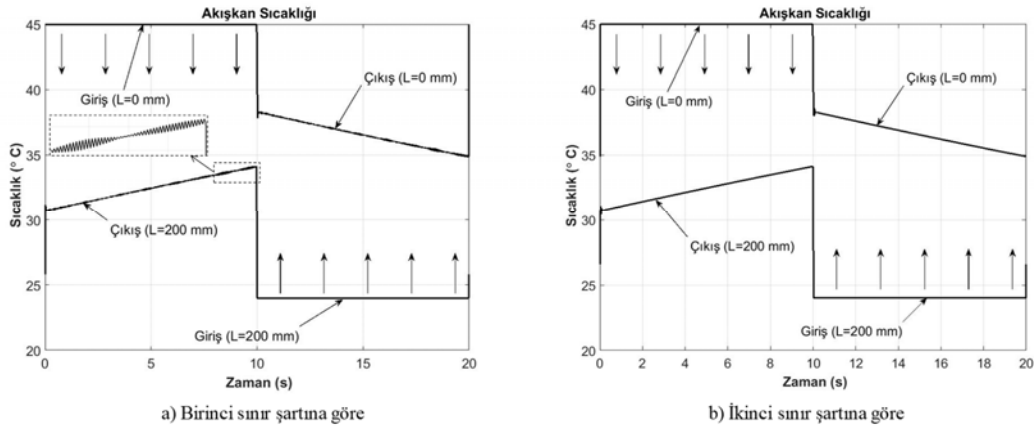 Akışkan Sıcaklığı
45
40
35
30
25
20
Sıcaklık (° C)
Giriş (L=0 mm)
Çıkış (L=0 mm)
Çıkış (L=200 mm)
Giriş (L=200 mm)
0
5
10
15
20
Zaman (s)
a) Birinci sınır şartına göre
Akışkan Sıcaklığı
45
40
35
30
25
20
Sıcaklık (° C)
Giriş (L=0 mm)
Çıkış (L=0 mm)
Çıkış (L=200 mm)
Giriş (L=200 mm)
0
2
4
6
8
10
12
14
16
18
20
Zaman (s)
b) İkinci sınır şartına göre